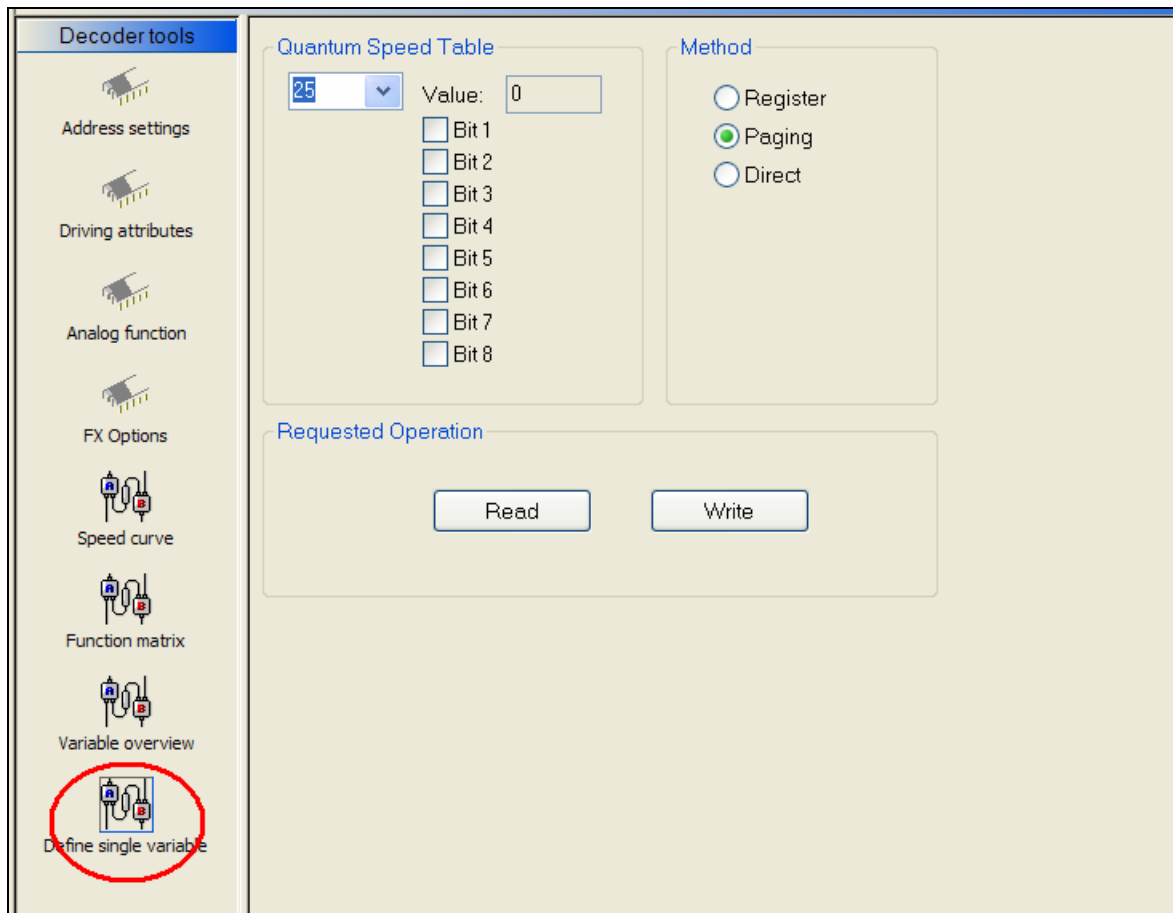 Decoder tools
Address settings
Driving attributes
Analog function
FX Options
A
B
Speed curve
A
B
Function matrix
A
B
Variable overview
A
B
Define single variable
Quantum Speed Table
25
Value: 0
Bit 1
Bit 2
Bit 3
Bit 4
Bit 5
Bit 6
Bit 7
Bit 8
Method
Register
Paging
Direct
Requested Operation
Read Write